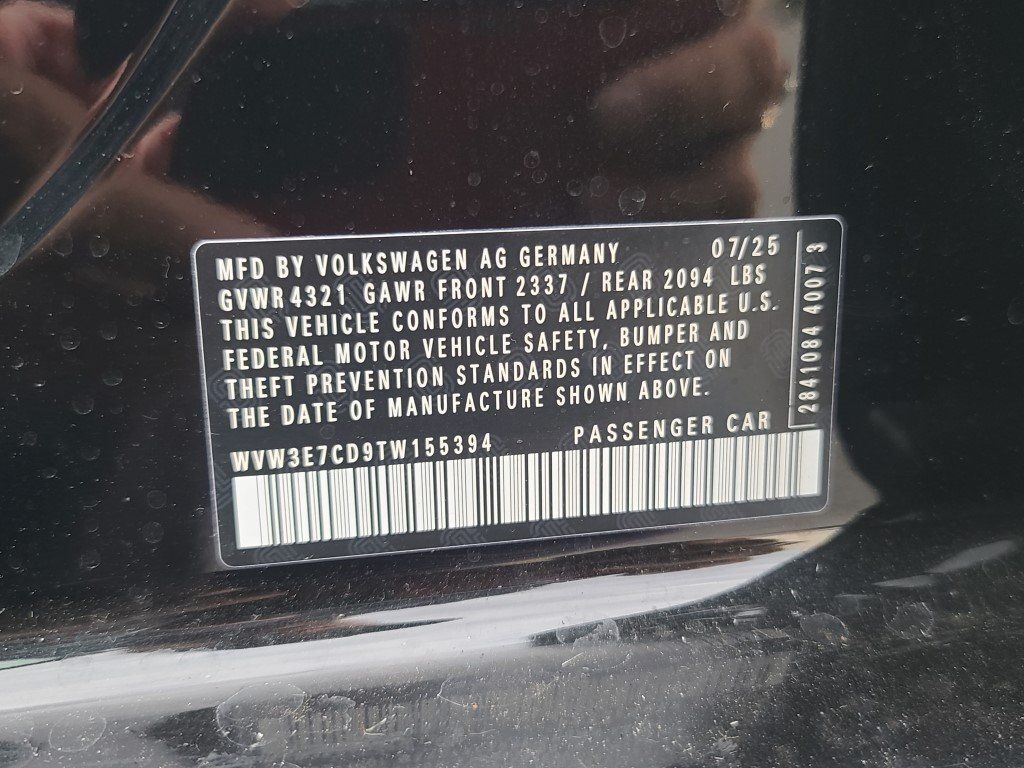 MFD BY VOLKSWAGEN AG GERMANY 07/25
GVWR 4321 GAWR FRONT 2337 / REAR 2094 LBS
THIS VEHICLE CONFORMS TO ALL APPLICABLE U.S.
FEDERAL MOTOR VEHICLE SAFETY, BUMPER AND
THEFT PREVENTION STANDARDS IN EFFECT ON
THE DATE OF MANUFACTURE SHOWN ABOVE.
WVW3E7CD9TW155394 PASSENGER CAR
2841084 4007 3